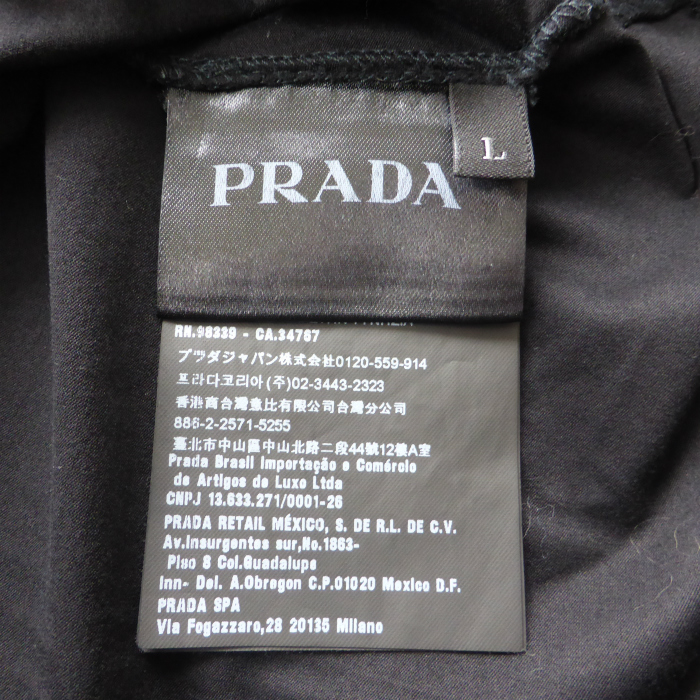 PRADA
L
RN.98339 - CA.34767
プラダジャパン株式会社0120-559-914
프라다코리아(주)02-3443-2323
香港商台灣意比有限公司台灣分公司
886-2-2571-5255
臺北市中山區中山北路二段44號12樓A室
Prada Brasil Importação e Comércio
de Artigos de Luxo Ltda
CNPJ 13.633.271/0001-26
PRADA RETAIL MÉXICO, S. DE R.L. DE C.V.
Av.Insurgentes sur,No.1863-
Piso 8 Col.Guadalupe
Inn- Del. A.Obregon C.P.01020 Mexico D.F.
PRADA SPA
Via Fogazzaro,28 20135 Milano